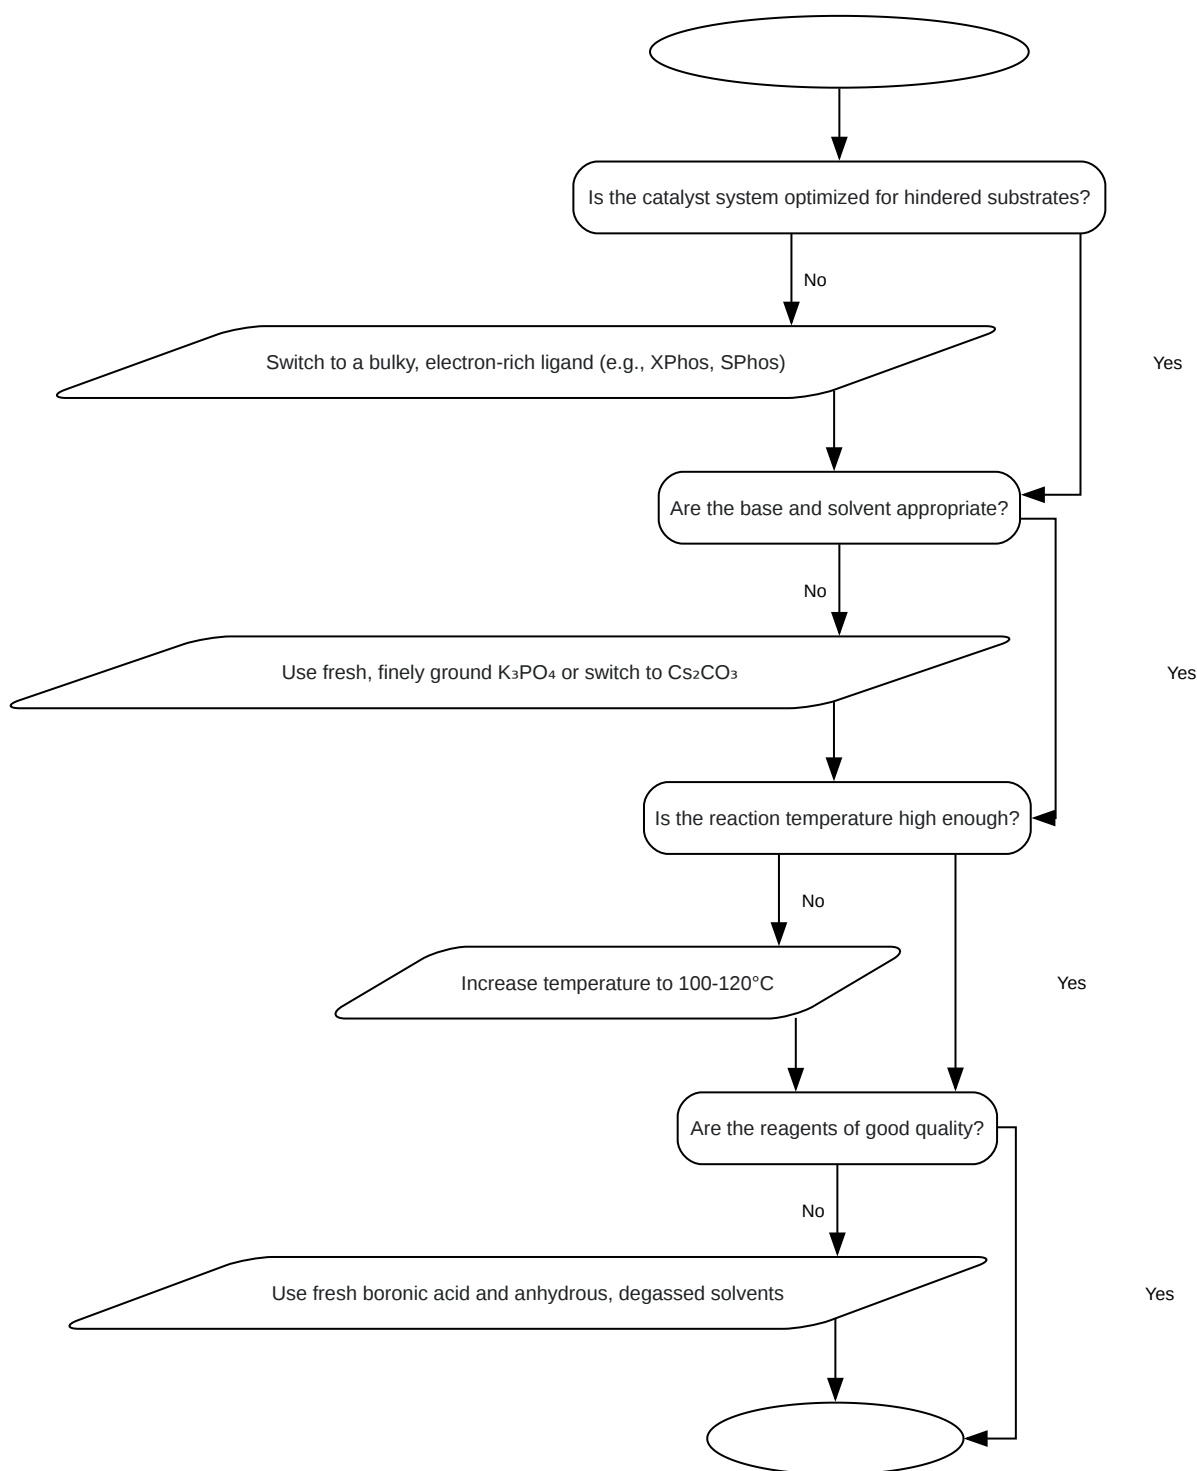 Is the catalyst system optimized for hindered substrates?
No
Switch to a bulky, electron-rich ligand (e.g., XPhos, SPhos)
Yes
Are the base and solvent appropriate?
No
Use fresh, finely ground K₃PO₄ or switch to Cs₂CO₃
Yes
Is the reaction temperature high enough?
No
Increase temperature to 100-120°C
Yes
Are the reagents of good quality?
No
Use fresh boronic acid and anhydrous, degassed solvents
Yes